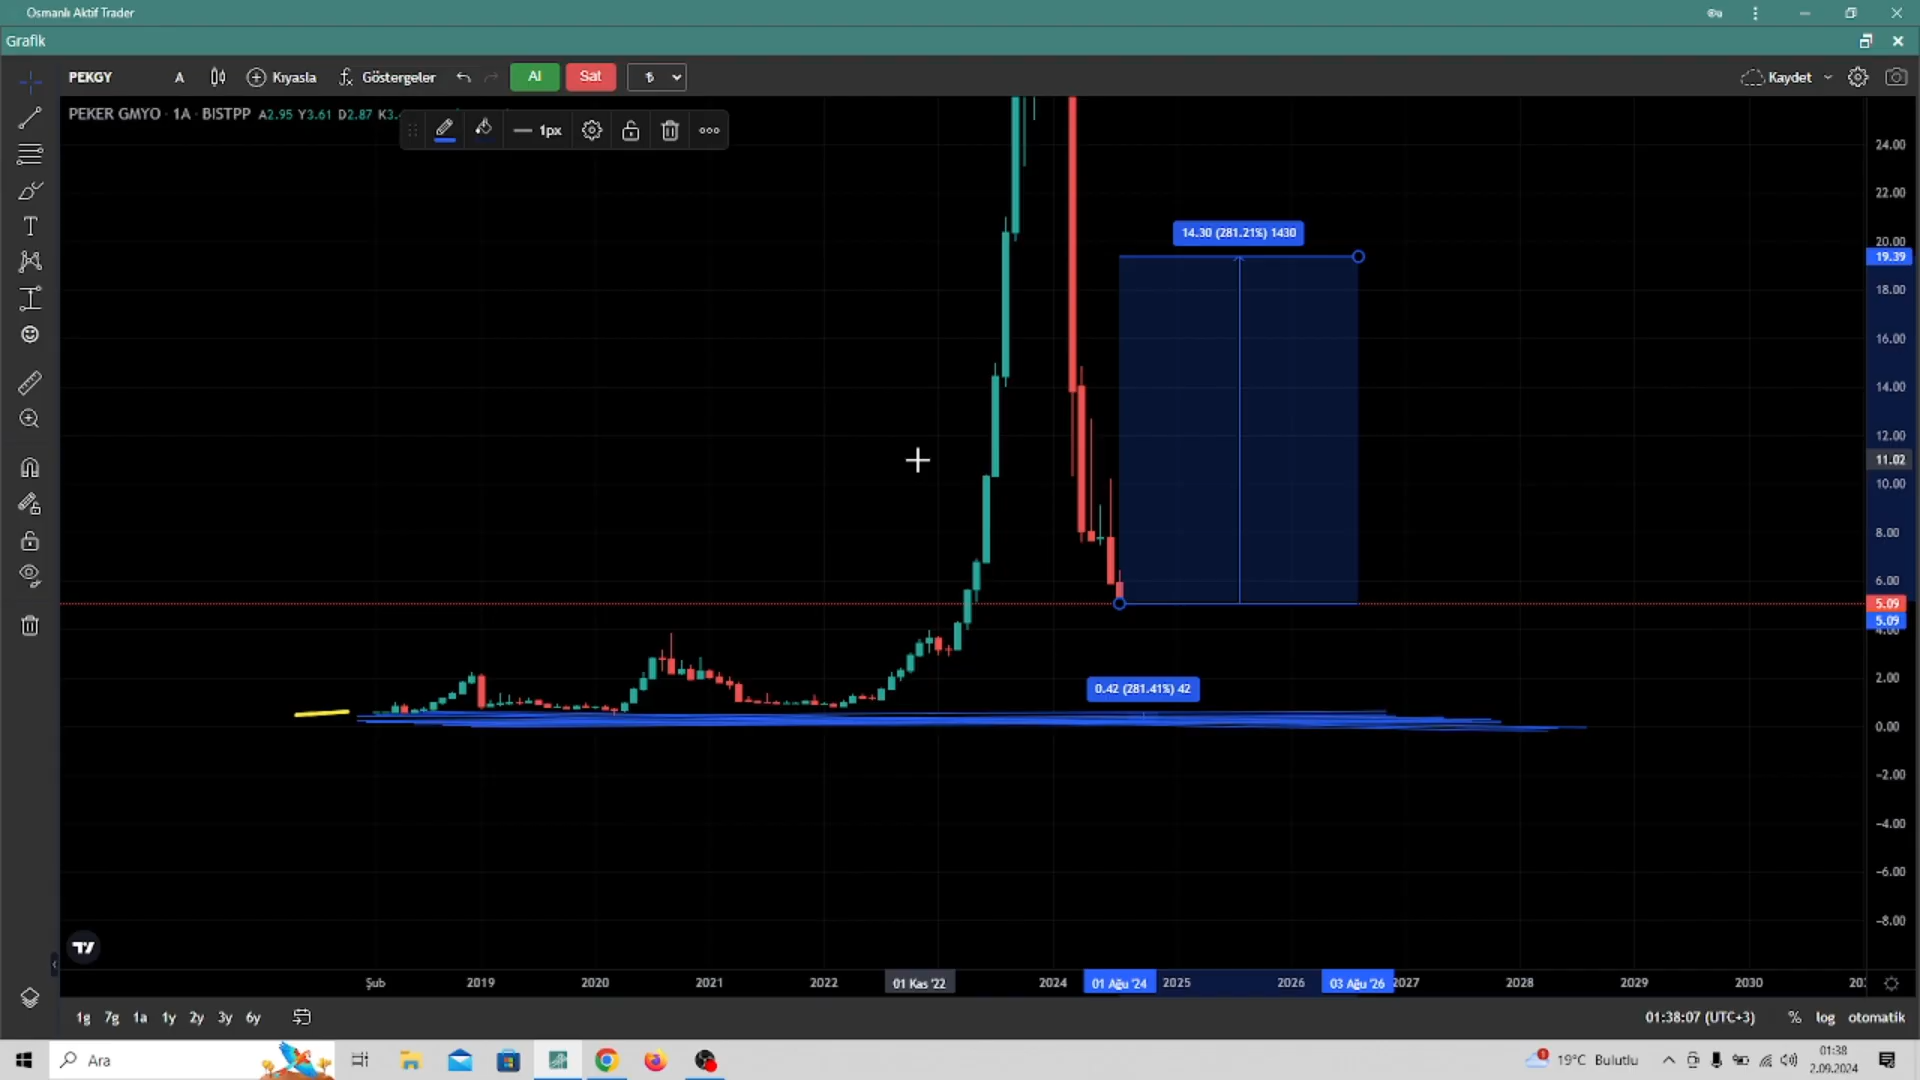 Osmanlı Aktif Trader
Grafik
PEKGY A Kıyasla Göstergeler Al Sat ₺ Kaydet
PEKER GMYO · 1A · BISTPP A2.95 Y3.61 D2.87 K3.
1px
24.00
22.00
14.30 (281.21%) 1430
20.00
19.39
18.00
16.00
14.00
12.00
11.02
10.00
8.00
6.00
5.09
5.09
4.00
2.00
0.42 (281.41%) 42
0.00
−2.00
−4.00
−6.00
−8.00
Şub 2019 2020 2021 2022 01 Kas '22 2024 01 Ağu '24 2025 2026 03 Ağu '26 2027 2028 2029 2030
1g 7g 1a 1y 2y 3y 6y 01:38:07 (UTC+3) % log otomatik
Ara 1 19°C Bulutlu 01:38
2.09.2024